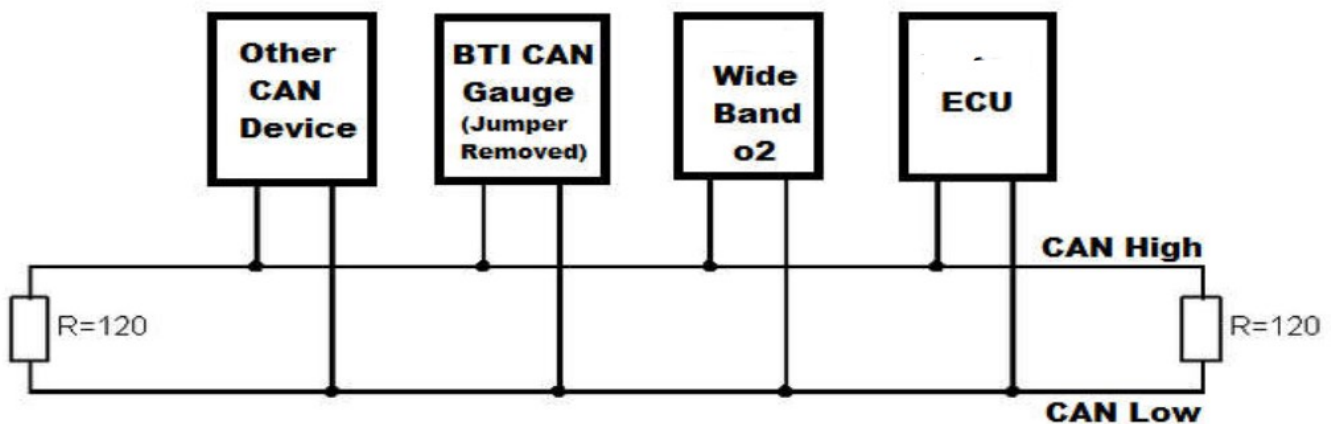 Other
CAN
Device
BTI CAN
Gauge
(Jumper
Removed)
Wide
Band
o2
ECU
CAN High
R=120
R=120
CAN Low